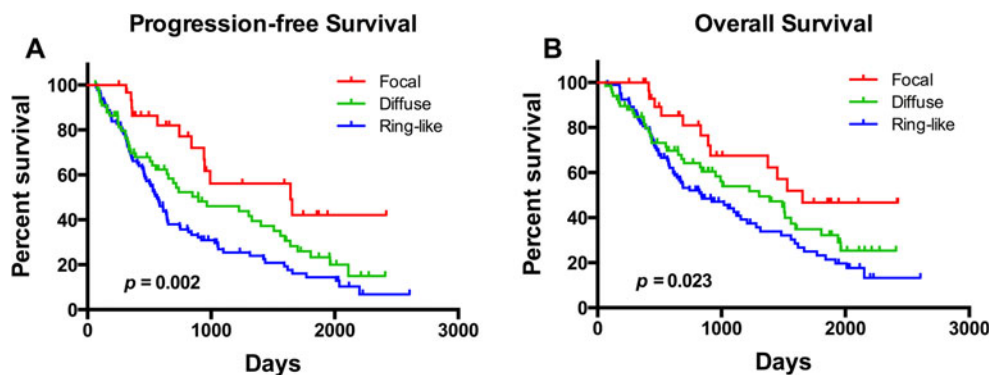 Progression-free Survival
A
Percent survival
100
80
60
40
20
0
Focal
Diffuse
Ring-like
p = 0.002
0 1000 2000 3000
Days
Overall Survival
B
Percent survival
100
80
60
40
20
0
Focal
Diffuse
Ring-like
p = 0.023
0 1000 2000 3000
Days